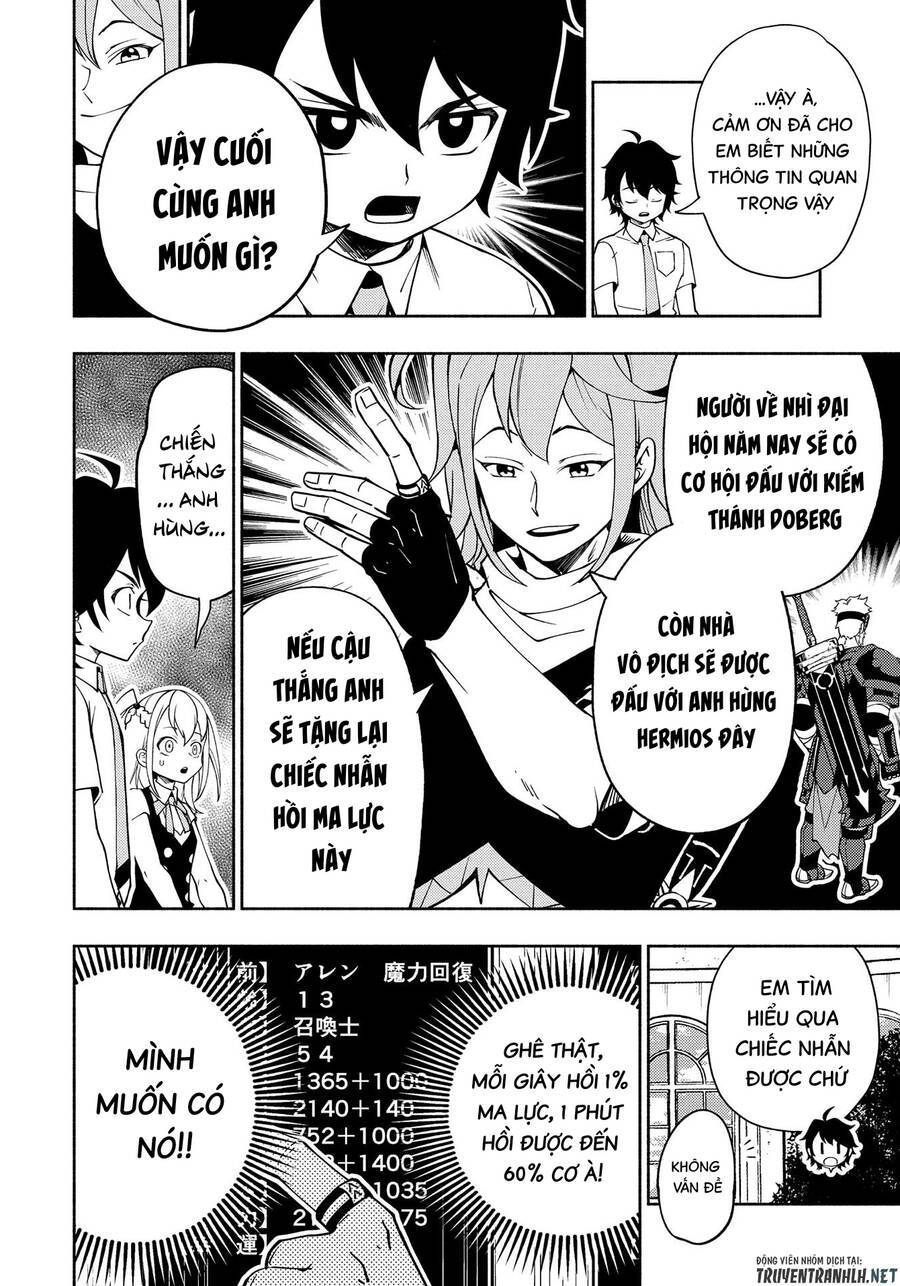 ...VẬY À,
CẢM ƠN ĐÃ CHO
EM BIẾT NHỮNG
THÔNG TIN QUAN
TRỌNG VẬY
VẬY CUỐI
CÙNG ANH
MUỐN GÌ?
NGƯỜI VỀ NHÌ ĐẠI
HỘI NĂM NAY SẼ CÓ
CƠ HỘI ĐẤU VỚI KIẾM
THÁNH DOBERG
CÒN NHÀ
VÔ ĐỊCH SẼ ĐƯỢC
ĐẤU VỚI ANH HÙNG
HERMIOS ĐÂY
NẾU CẬU
THẮNG ANH
SẼ TẶNG LẠI
CHIẾC NHẪN
HỒI MA LỰC
NÀY
CHIẾN
THẮNG
... ANH
HÙNG...
EM TÌM
HIỂU QUA
CHIẾC NHẪN
ĐƯỢC CHỨ
KHÔNG
VẤN ĐỀ
前】 アレン 魔力回復
】 １３
】 召喚士
５４
1365＋1000
2140＋140
752＋1000
＋1400
1035
力】 2 75
運】
GHÊ THẬT,
MỖI GIÂY HỒI 1%
MA LỰC, 1 PHÚT
HỒI ĐƯỢC ĐẾN
60% CƠ À!
MÌNH
MUỐN CÓ
NÓ!!
ĐỘNG VIÊN NHÓM DỊCH TẠI:
TRUYENTRANHLH.NET